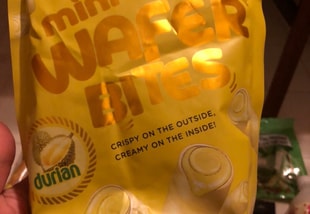 mini
WAFER
BITES
CRISPY ON THE OUTSIDE,
CREAMY ON THE INSIDE!
durian